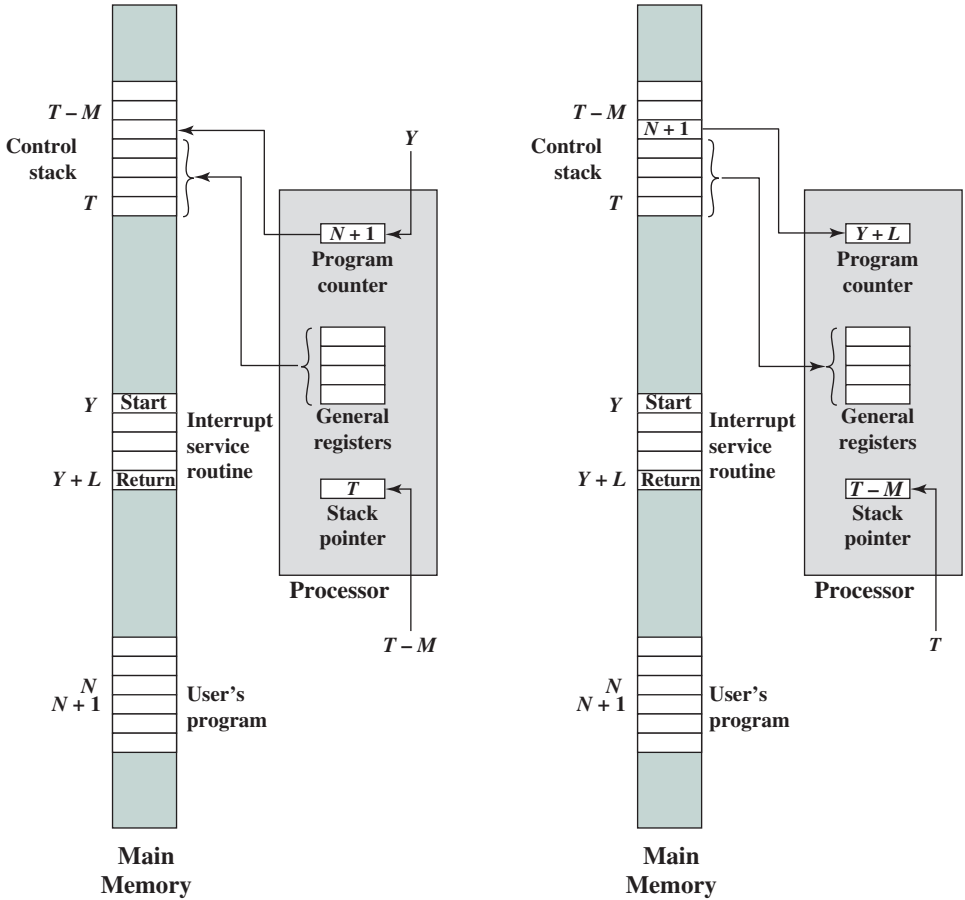 T – M
Control
stack
T
Y
N + 1
Program
counter
General
registers
Y
Start
Interrupt
service
routine
Y + L
Return
T
Stack
pointer
Processor
T – M
N
N + 1
User's
program
Main
Memory
T – M
N + 1
Control
stack
T
Y + L
Program
counter
General
registers
Y
Start
Interrupt
service
routine
Y + L
Return
T – M
Stack
pointer
Processor
T
N
N + 1
User's
program
Main
Memory